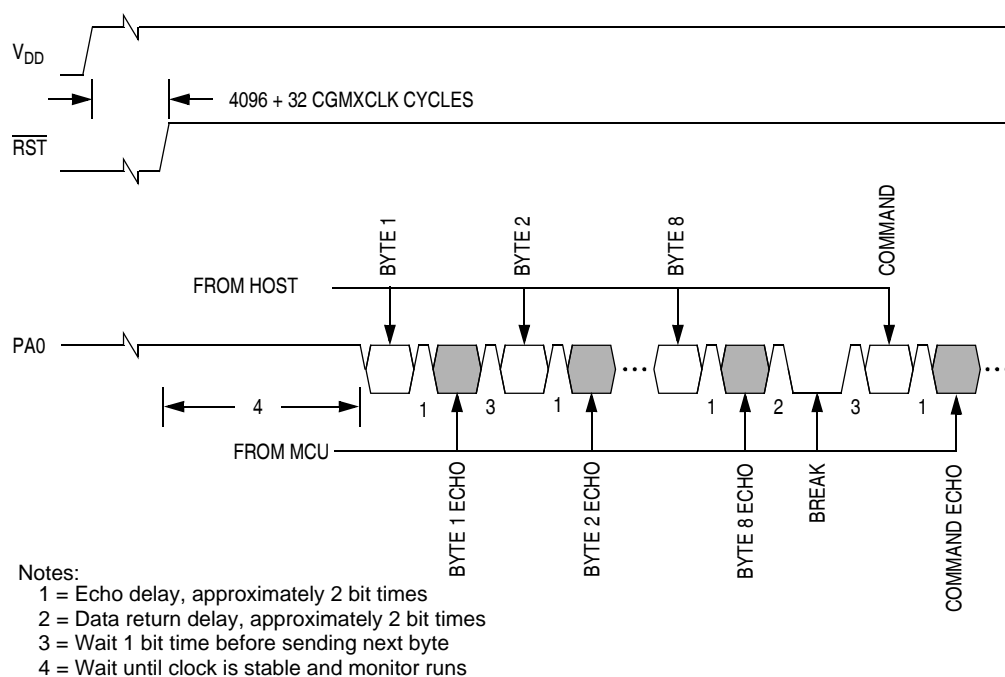 VDD
4096 + 32 CGMXCLK CYCLES
RST
BYTE 1
BYTE 2
BYTE 8
COMMAND
FROM HOST
PA0
1
3
1
...
1
2
3
1
...
4
FROM MCU
BYTE 1 ECHO
BYTE 2 ECHO
BYTE 8 ECHO
BREAK
COMMAND ECHO
Notes:
1 = Echo delay, approximately 2 bit times
2 = Data return delay, approximately 2 bit times
3 = Wait 1 bit time before sending next byte
4 = Wait until clock is stable and monitor runs